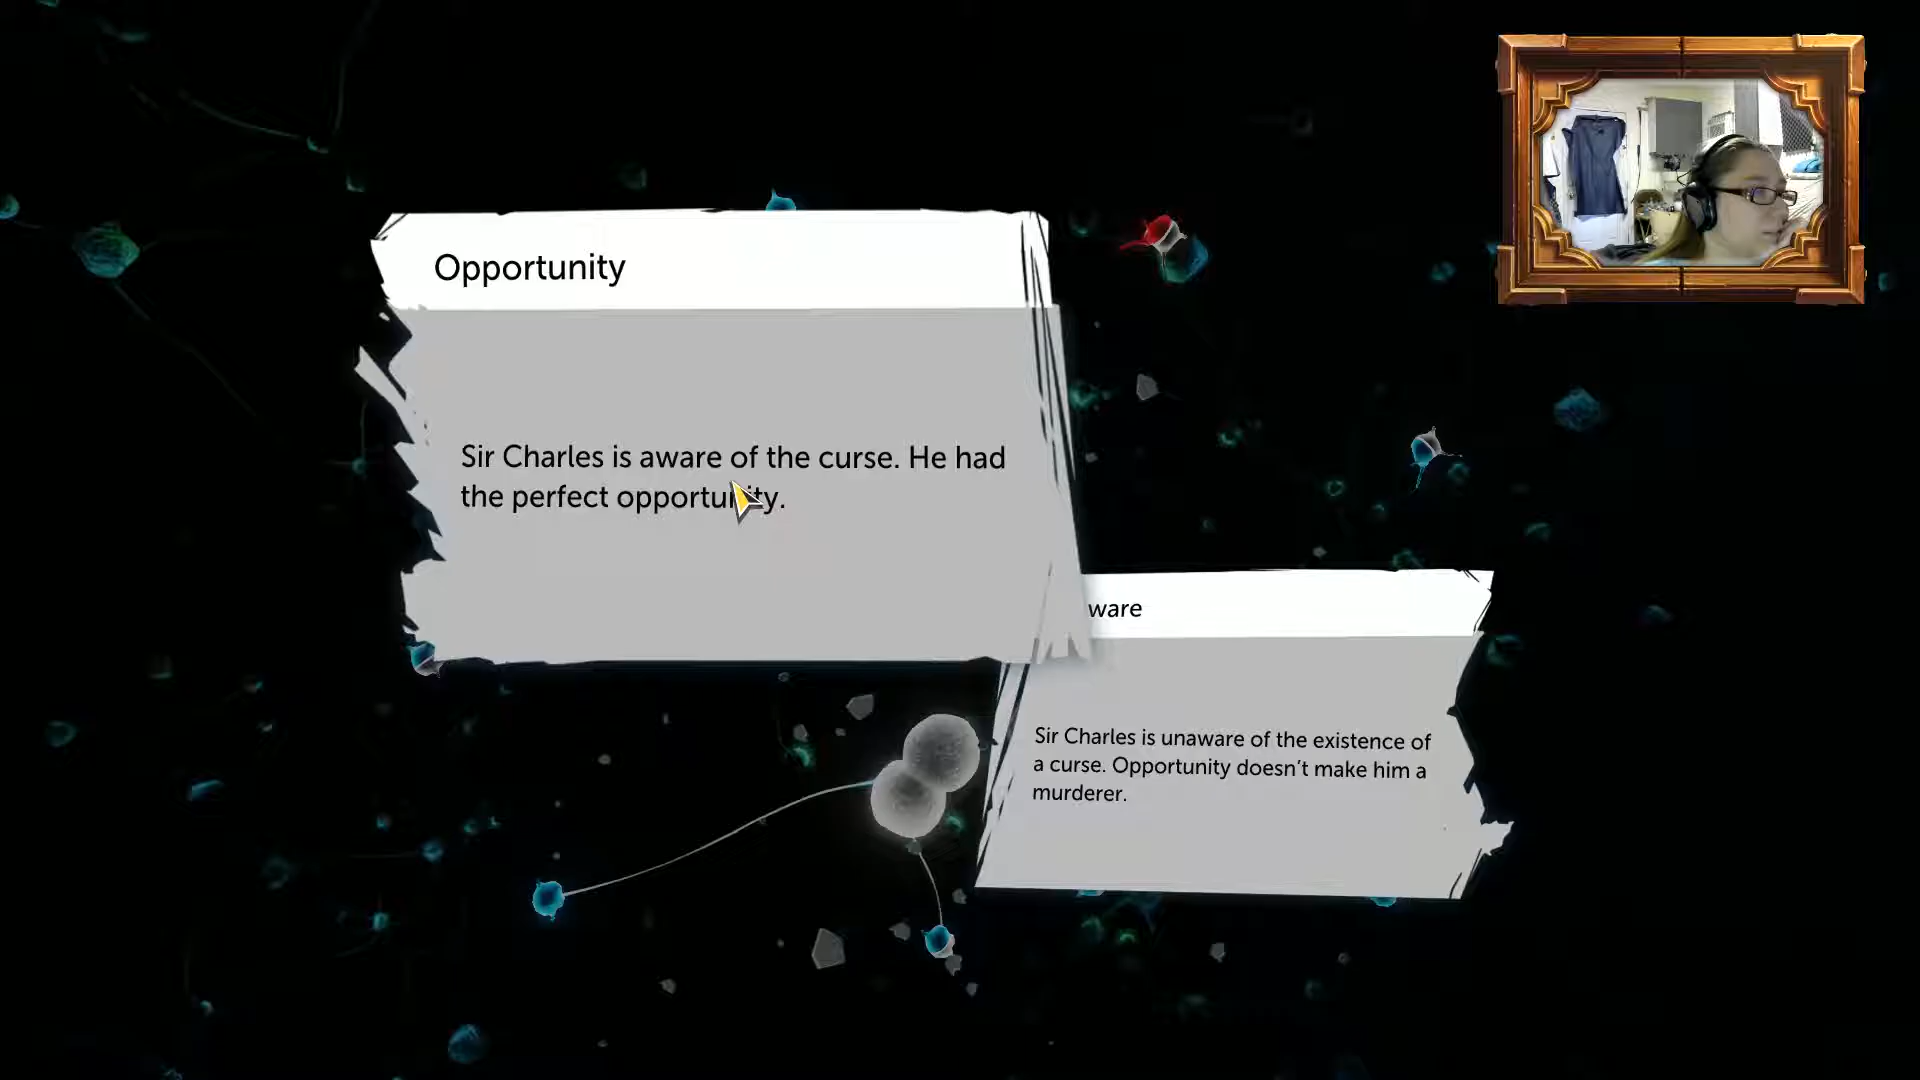 Opportunity
Sir Charles is aware of the curse. He had
the perfect opportunity.
ware
Sir Charles is unaware of the existence of
a curse. Opportunity doesn't make him a
murderer.